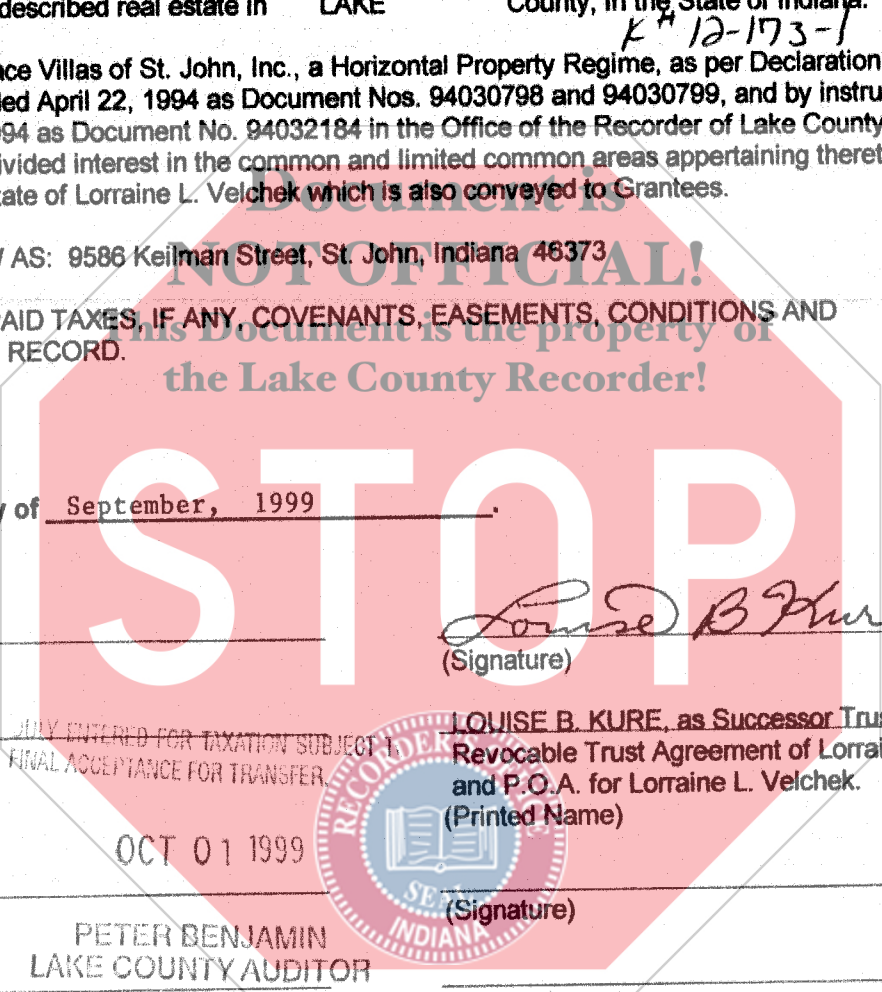 described real estate in LAKE County, in the State of Indiana.
K# 12-173-1
nce Villas of St. John, Inc., a Horizontal Property Regime, as per Declaration
led April 22, 1994 as Document Nos. 94030798 and 94030799, and by instru
94 as Document No. 94032184 in the Office of the Recorder of Lake County
ivided interest in the common and limited common areas appertaining theret
tate of Lorraine L. Velchek which is also conveyed to Grantees.
Document is
NOT OFFICIAL!
This Document is the property of
the Lake County Recorder!
AS: 9586 Keilman Street, St. John, Indiana 46373
AID TAXES, IF ANY, COVENANTS, EASEMENTS, CONDITIONS AND
RECORD.
STOP
y of September, 1999.
Louise B Kur
(Signature)
DULY ENTERED FOR TAXATION SUBJECT T
FINAL ACCEPTANCE FOR TRANSFER.
LOUISE B. KURE, as Successor Trus
Revocable Trust Agreement of Lorrai
and P.O.A. for Lorraine L. Velchek.
(Printed Name)
OCT 01 1999
RECORDER'S OFFICE
SEAL
INDIANA
(Signature)
PETER BENJAMIN
LAKE COUNTY AUDITOR